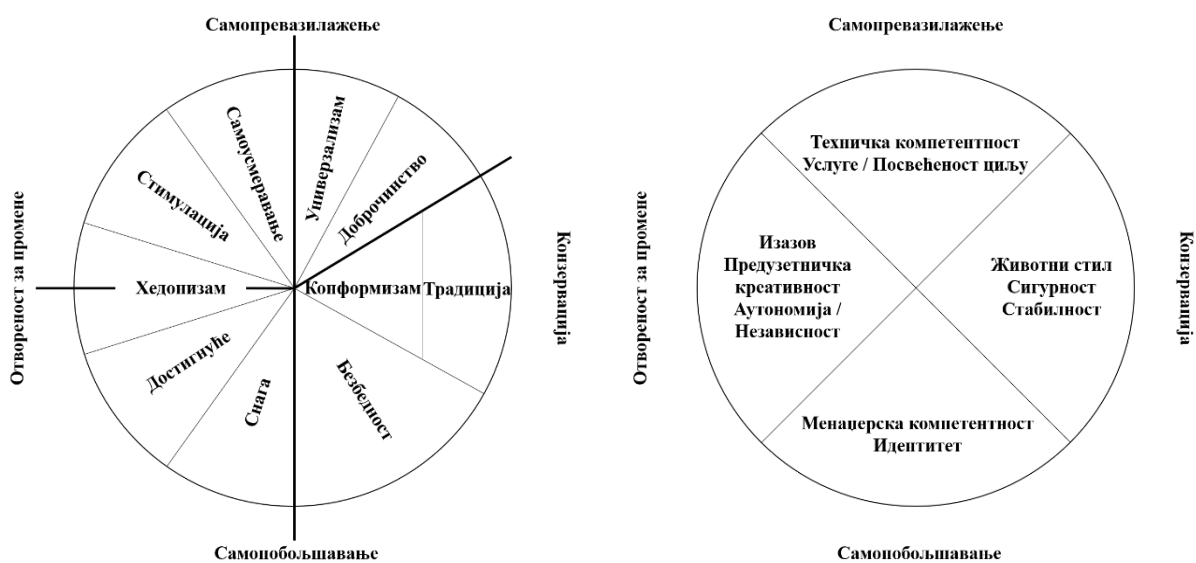 Самопревазилажење
Отвореност за промене
Стимулација
Самоусмеравање
Универзализам
Доброчинство
Хедонизам
Конформизам
Традиција
Достигнуће
Снага
Безбедност
Конзервација
Самопобољшавање
Самопревазилажење
Отвореност за промене
Техничка компетентност
Услуге / Посвећеност циљу
Изазов
Предузетничка
креативност
Аутономија /
Независност
Животни стил
Сигурност
Стабилност
Менаџерска компетентност
Идентитет
Конзервација
Самопобољшавање